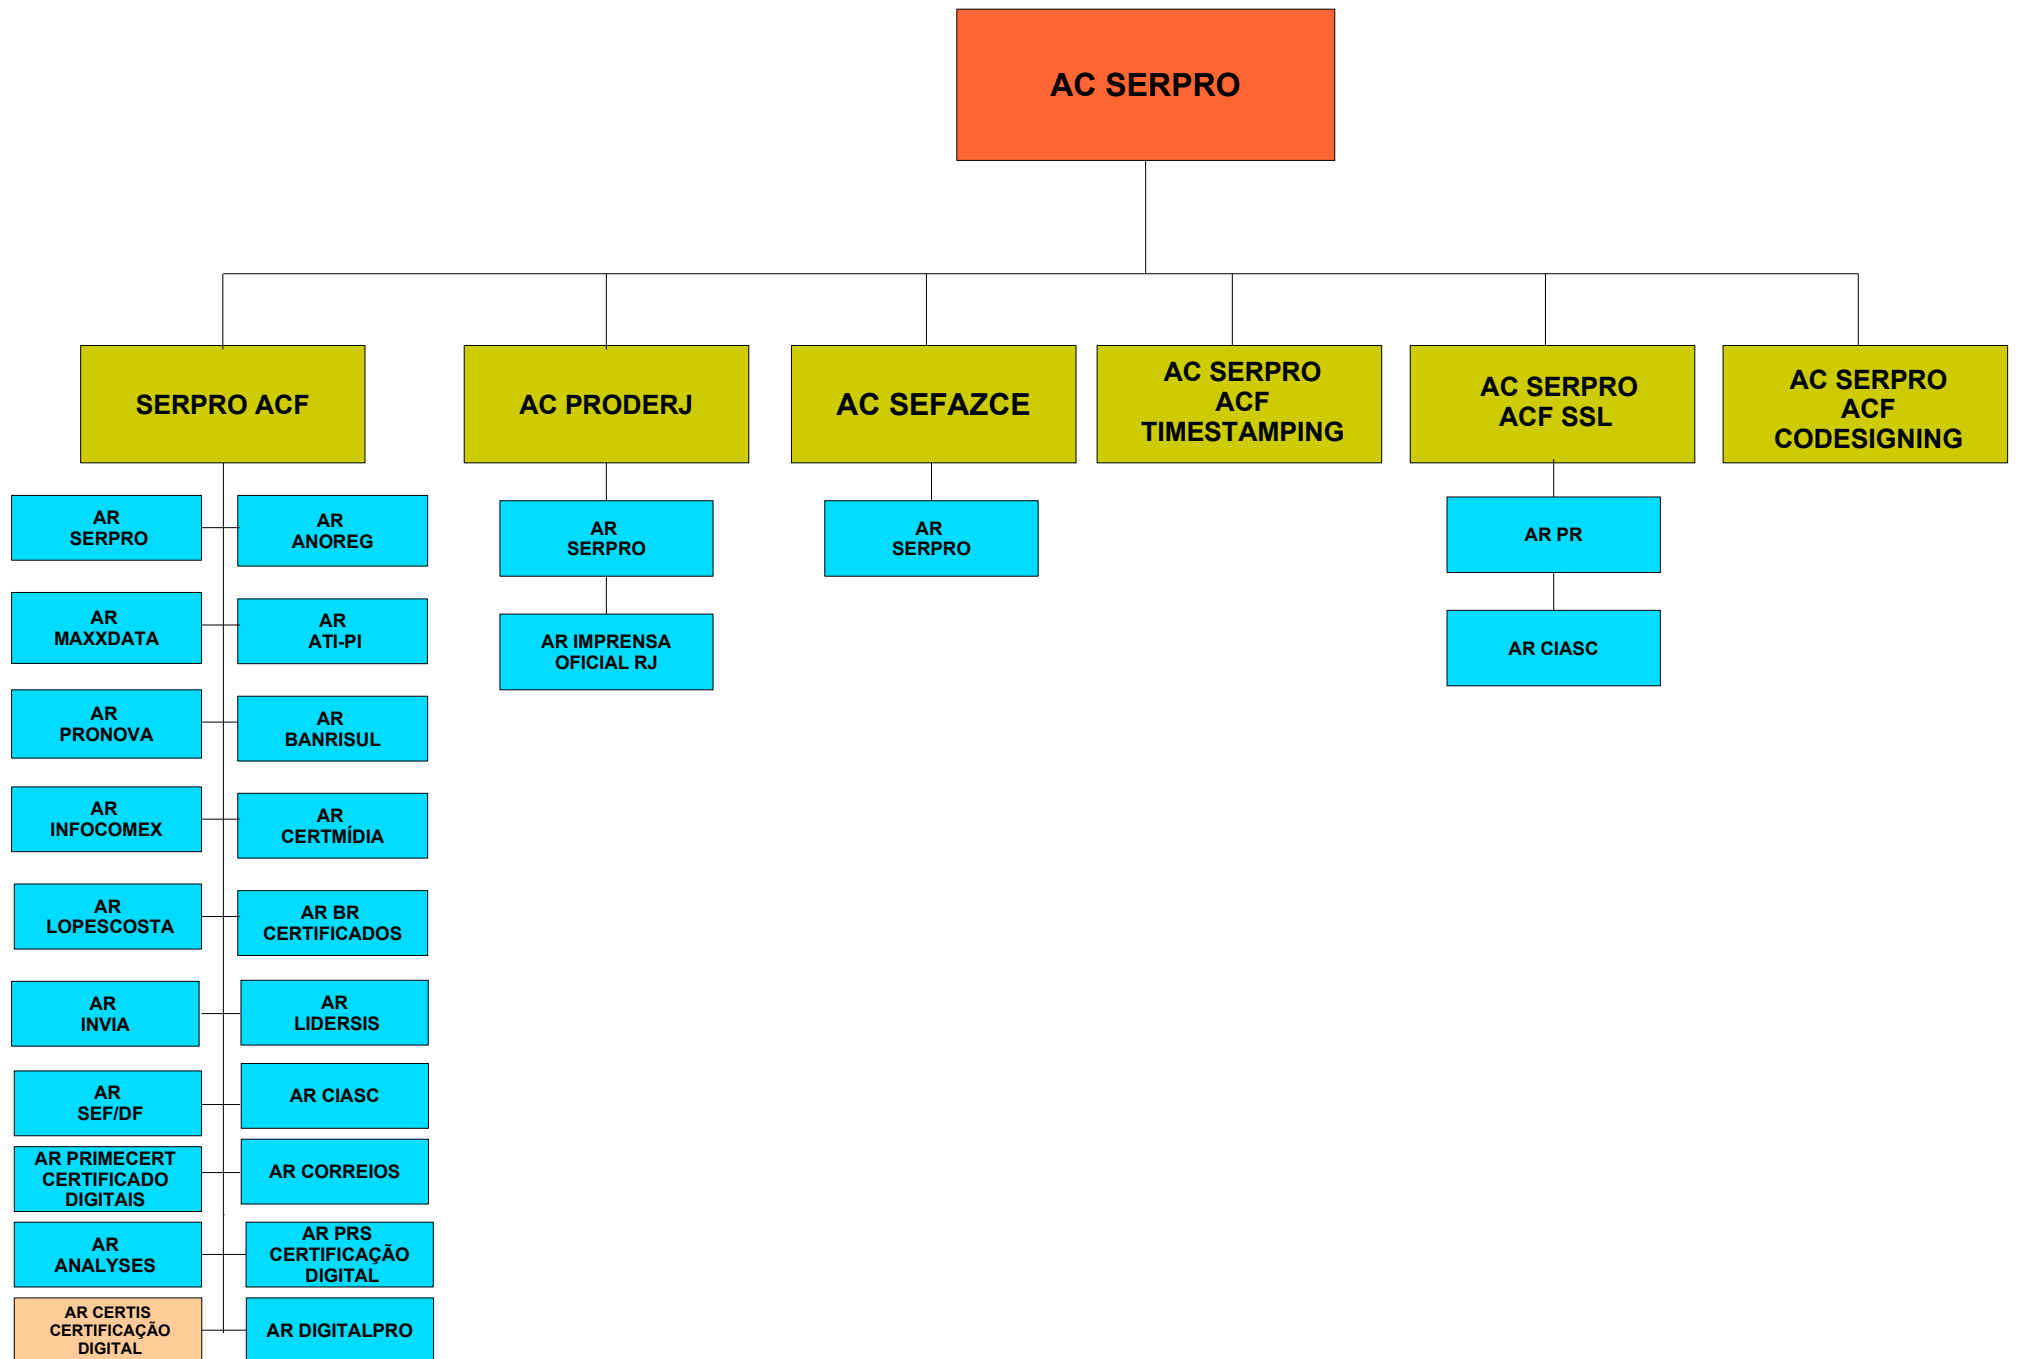 AC SERPRO
SERPRO ACF
AC PRODERJ
AC SEFAZCE
AC SERPRO
ACF
TIMESTAMPING
AC SERPRO
ACF SSL
AC SERPRO
ACF
CODESIGNING
AR
SERPRO
AR
ANOREG
AR
MAXXDATA
AR
ATI-PI
AR
PRONOVA
AR
BANRISUL
AR
INFOCOMEX
AR
CERTMÍDIA
AR
LOPESCOSTA
AR BR
CERTIFICADOS
AR
INVIA
AR
LIDERSIS
AR
SEF/DF
AR CIASC
AR PRIMECERT
CERTIFICADO
DIGITAIS
AR CORREIOS
AR
ANALYSES
AR PRS
CERTIFICAÇÃO
DIGITAL
AR CERTIS
CERTIFICAÇÃO
DIGITAL
AR DIGITALPRO
AR
SERPRO
AR IMPRENSA
OFICIAL RJ
AR
SERPRO
AR PR
AR CIASC